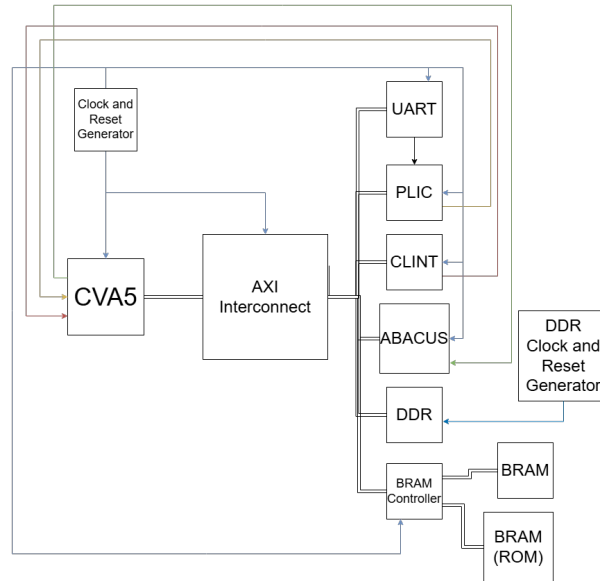 Clock and
Reset
Generator
UART
PLIC
CLINT
CVA5
AXI
Interconnect
ABACUS
DDR
Clock and
Reset
Generator
DDR
BRAM
Controller
BRAM
BRAM
(ROM)